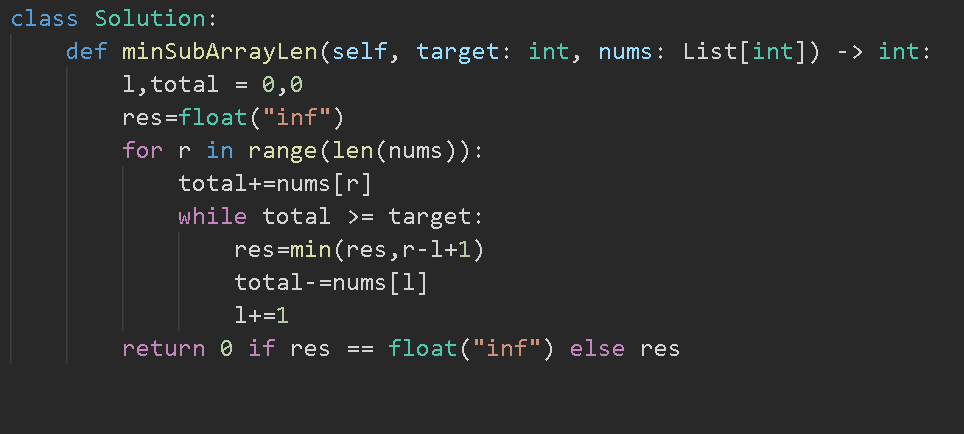 class Solution:
    def minSubArrayLen(self, target: int, nums: List[int]) -> int:
        l,total = 0,0
        res=float("inf")
        for r in range(len(nums)):
            total+=nums[r]
            while total >= target:
                res=min(res,r-l+1)
                total-=nums[l]
                l+=1
        return 0 if res == float("inf") else res